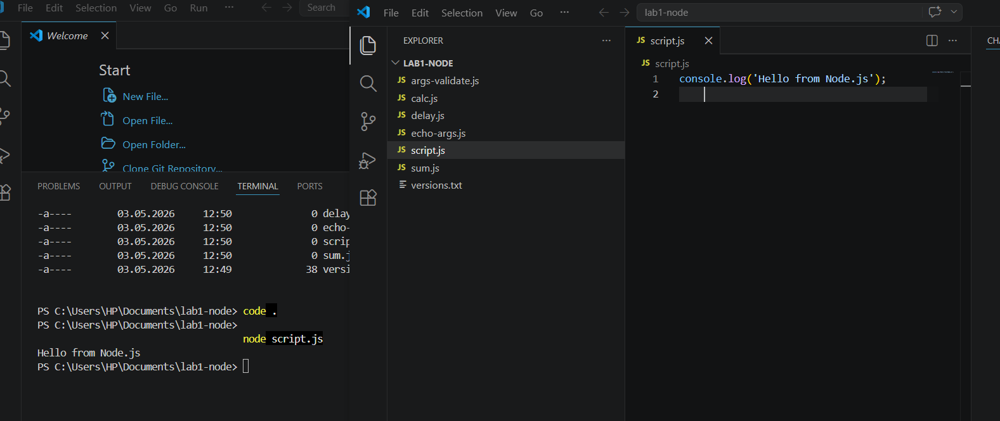 File Edit Selection View Go Run ··· Search
Welcome
Start
New File...
Open File...
Open Folder...
Clone Git Repository...
PROBLEMS OUTPUT DEBUG CONSOLE TERMINAL PORTS
-a---- 03.05.2026 12:50 0 delay
-a---- 03.05.2026 12:50 0 echo-
-a---- 03.05.2026 12:50 0 scrip
-a---- 03.05.2026 12:50 0 sum.j
-a---- 03.05.2026 12:49 38 versi
PS C:\Users\HP\Documents\lab1-node> code .
PS C:\Users\HP\Documents\lab1-node>
node script.js
Hello from Node.js
PS C:\Users\HP\Documents\lab1-node>
File Edit Selection View Go ··· lab1-node
EXPLORER ···
LAB1-NODE
JS args-validate.js
JS calc.js
JS delay.js
JS echo-args.js
JS script.js
JS sum.js
versions.txt
JS script.js
JS script.js
1 console.log('Hello from Node.js');
2
CHA